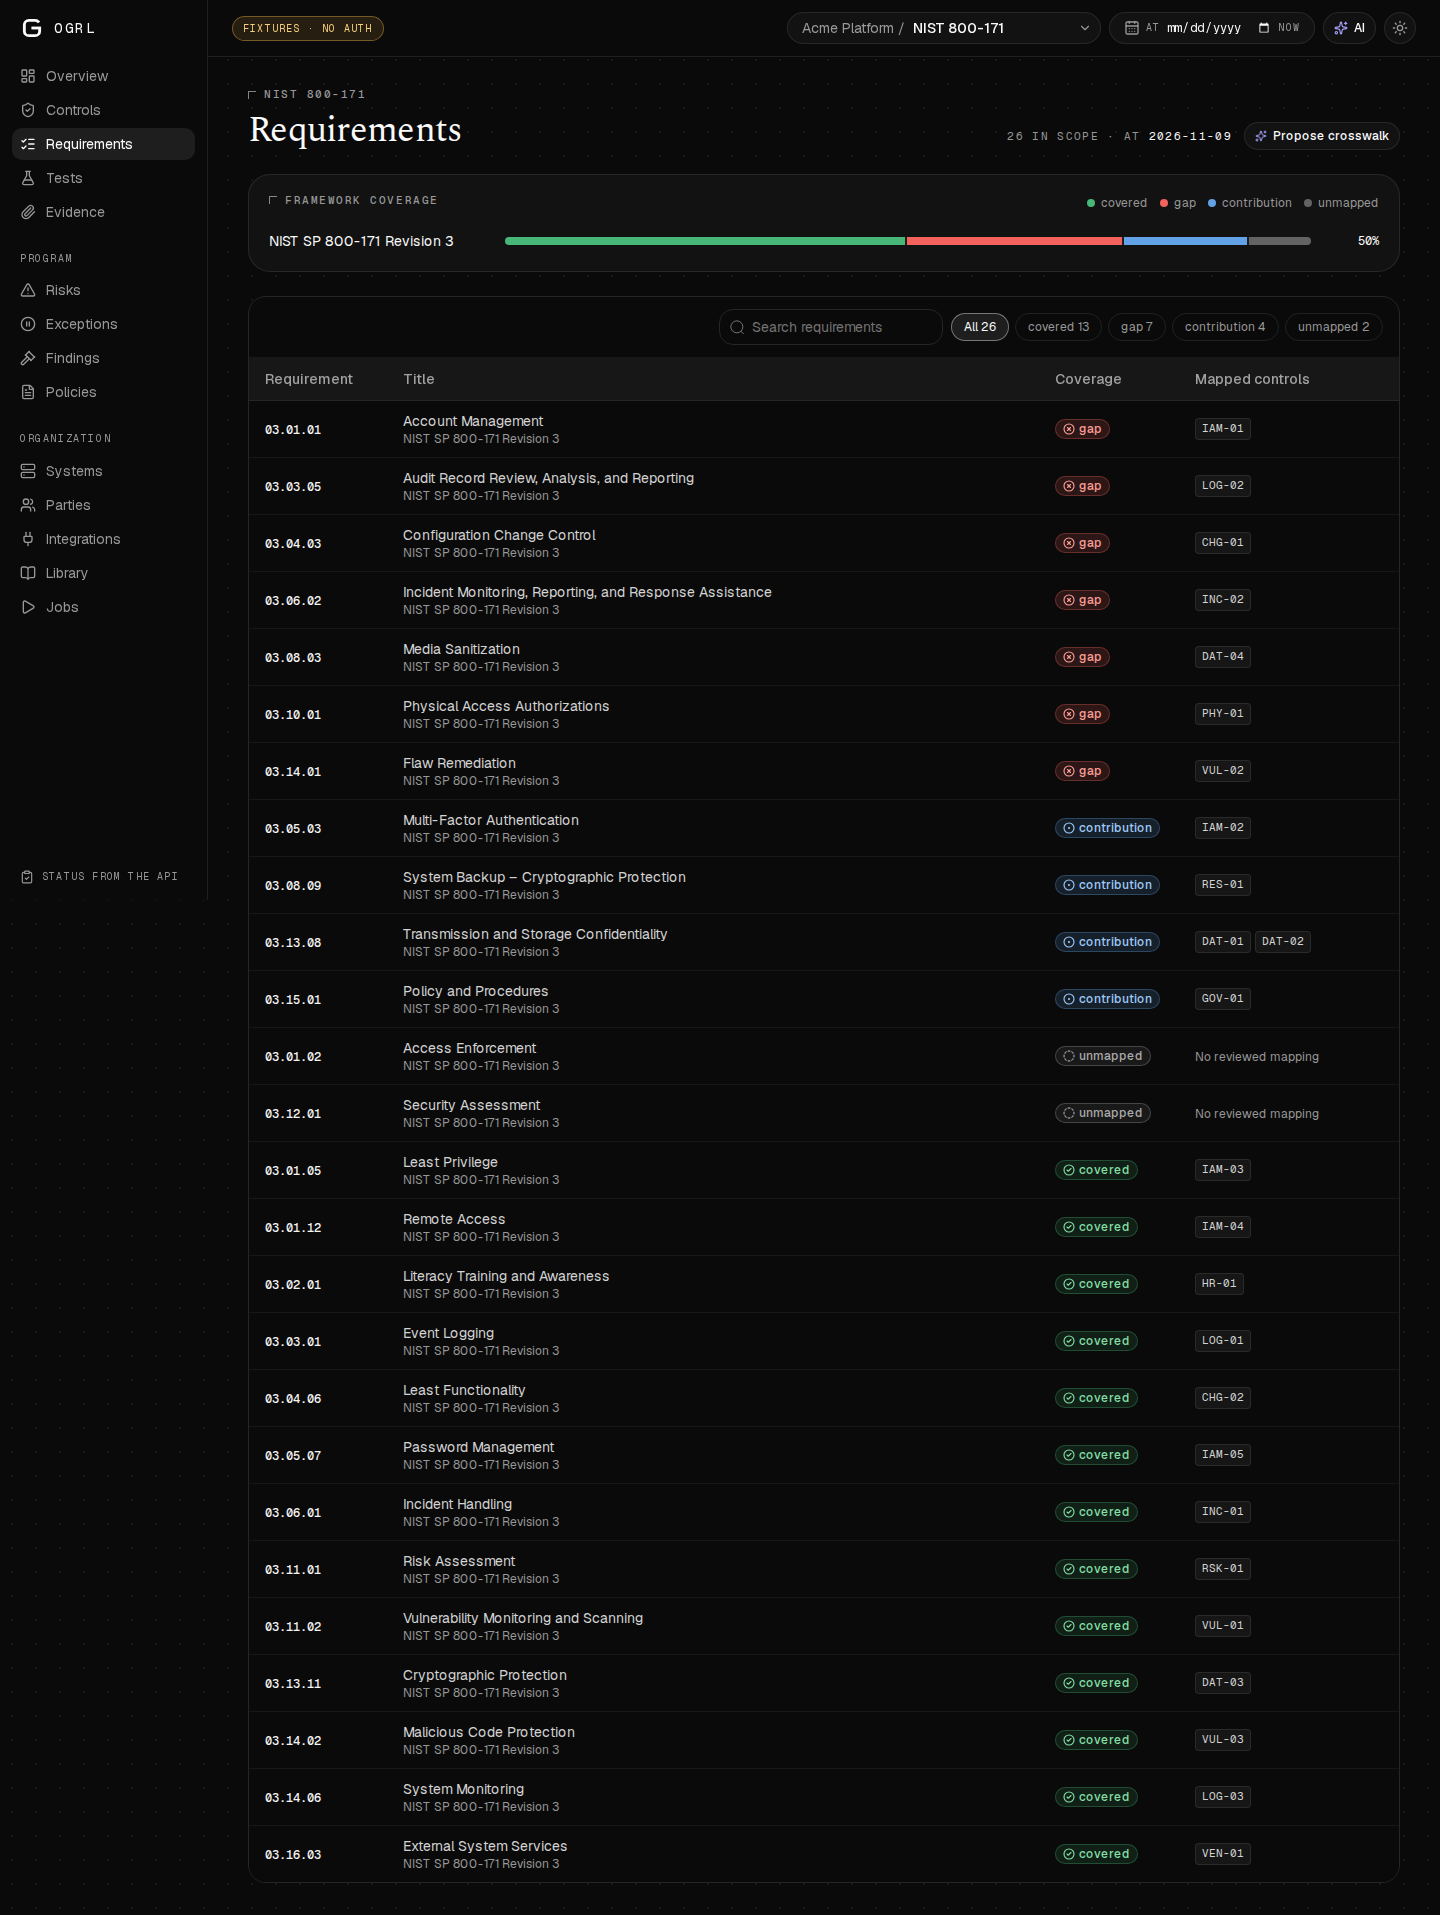 OGRL
FIXTURES · NO AUTH
Acme Platform / NIST 800-171
AT mm/dd/yyyy NOW
AI
Overview
Controls
Requirements
Tests
Evidence
PROGRAM
Risks
Exceptions
Findings
Policies
ORGANIZATION
Systems
Parties
Integrations
Library
Jobs
STATUS FROM THE API
NIST 800-171
Requirements
26 IN SCOPE · AT 2026-11-09
Propose crosswalk
FRAMEWORK COVERAGE
covered gap contribution unmapped
NIST SP 800-171 Revision 3 50%
Search requirements
All 26 covered 13 gap 7 contribution 4 unmapped 2
Requirement Title Coverage Mapped controls
03.01.01 Account Management gap IAM-01
NIST SP 800-171 Revision 3
03.03.05 Audit Record Review, Analysis, and Reporting gap LOG-02
NIST SP 800-171 Revision 3
03.04.03 Configuration Change Control gap CHG-01
NIST SP 800-171 Revision 3
03.06.02 Incident Monitoring, Reporting, and Response Assistance gap INC-02
NIST SP 800-171 Revision 3
03.08.03 Media Sanitization gap DAT-04
NIST SP 800-171 Revision 3
03.10.01 Physical Access Authorizations gap PHY-01
NIST SP 800-171 Revision 3
03.14.01 Flaw Remediation gap VUL-02
NIST SP 800-171 Revision 3
03.05.03 Multi-Factor Authentication contribution IAM-02
NIST SP 800-171 Revision 3
03.08.09 System Backup – Cryptographic Protection contribution RES-01
NIST SP 800-171 Revision 3
03.13.08 Transmission and Storage Confidentiality contribution DAT-01 DAT-02
NIST SP 800-171 Revision 3
03.15.01 Policy and Procedures contribution GOV-01
NIST SP 800-171 Revision 3
03.01.02 Access Enforcement unmapped No reviewed mapping
NIST SP 800-171 Revision 3
03.12.01 Security Assessment unmapped No reviewed mapping
NIST SP 800-171 Revision 3
03.01.05 Least Privilege covered IAM-03
NIST SP 800-171 Revision 3
03.01.12 Remote Access covered IAM-04
NIST SP 800-171 Revision 3
03.02.01 Literacy Training and Awareness covered HR-01
NIST SP 800-171 Revision 3
03.03.01 Event Logging covered LOG-01
NIST SP 800-171 Revision 3
03.04.06 Least Functionality covered CHG-02
NIST SP 800-171 Revision 3
03.05.07 Password Management covered IAM-05
NIST SP 800-171 Revision 3
03.06.01 Incident Handling covered INC-01
NIST SP 800-171 Revision 3
03.11.01 Risk Assessment covered RSK-01
NIST SP 800-171 Revision 3
03.11.02 Vulnerability Monitoring and Scanning covered VUL-01
NIST SP 800-171 Revision 3
03.13.11 Cryptographic Protection covered DAT-03
NIST SP 800-171 Revision 3
03.14.02 Malicious Code Protection covered VUL-03
NIST SP 800-171 Revision 3
03.14.06 System Monitoring covered LOG-03
NIST SP 800-171 Revision 3
03.16.03 External System Services covered VEN-01
NIST SP 800-171 Revision 3